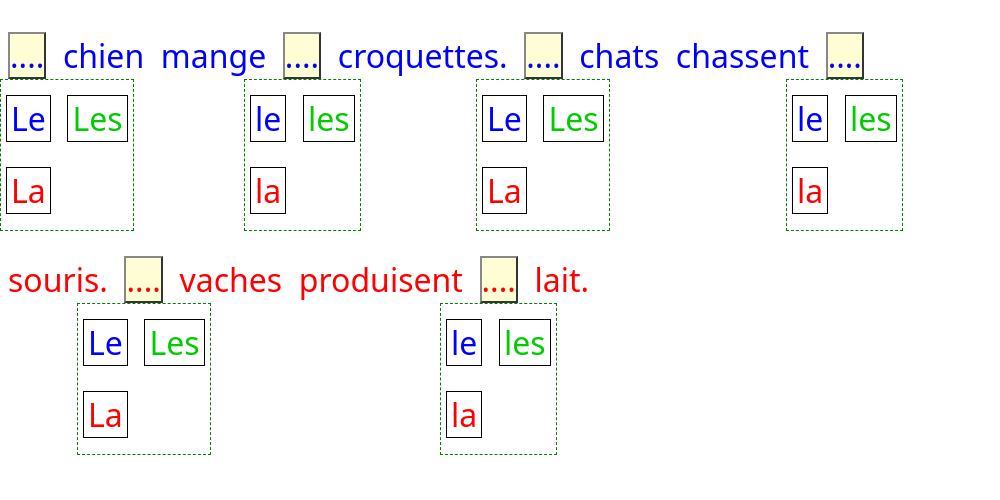 .... chien mange .... croquettes. .... chats chassent ....
Le Les le les Le Les le les
La la La la
souris. .... vaches produisent .... lait.
Le Les le les
La la